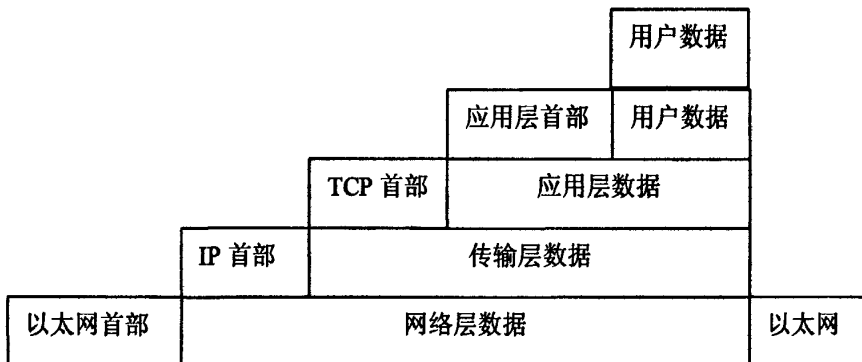 用户数据
应用层首部 用户数据
TCP 首部 应用层数据
IP 首部 传输层数据
以太网首部 网络层数据 以太网